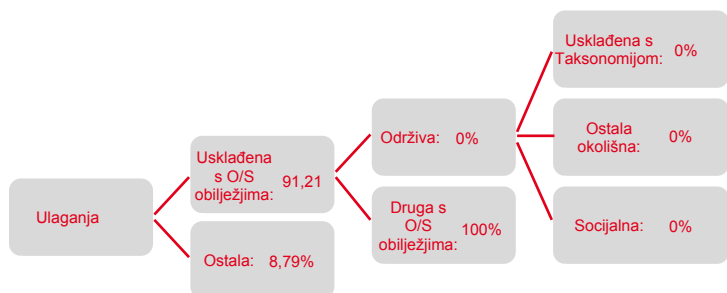 Ulaganja
Usklađena
s O/S
obilježjima: 91,21
Ostala: 8,79%
Održiva: 0%
Druga s
O/S
obilježjima: 100%
Usklađena s
Taksonomijom: 0%
Ostala
okolišna: 0%
Socijalna: 0%